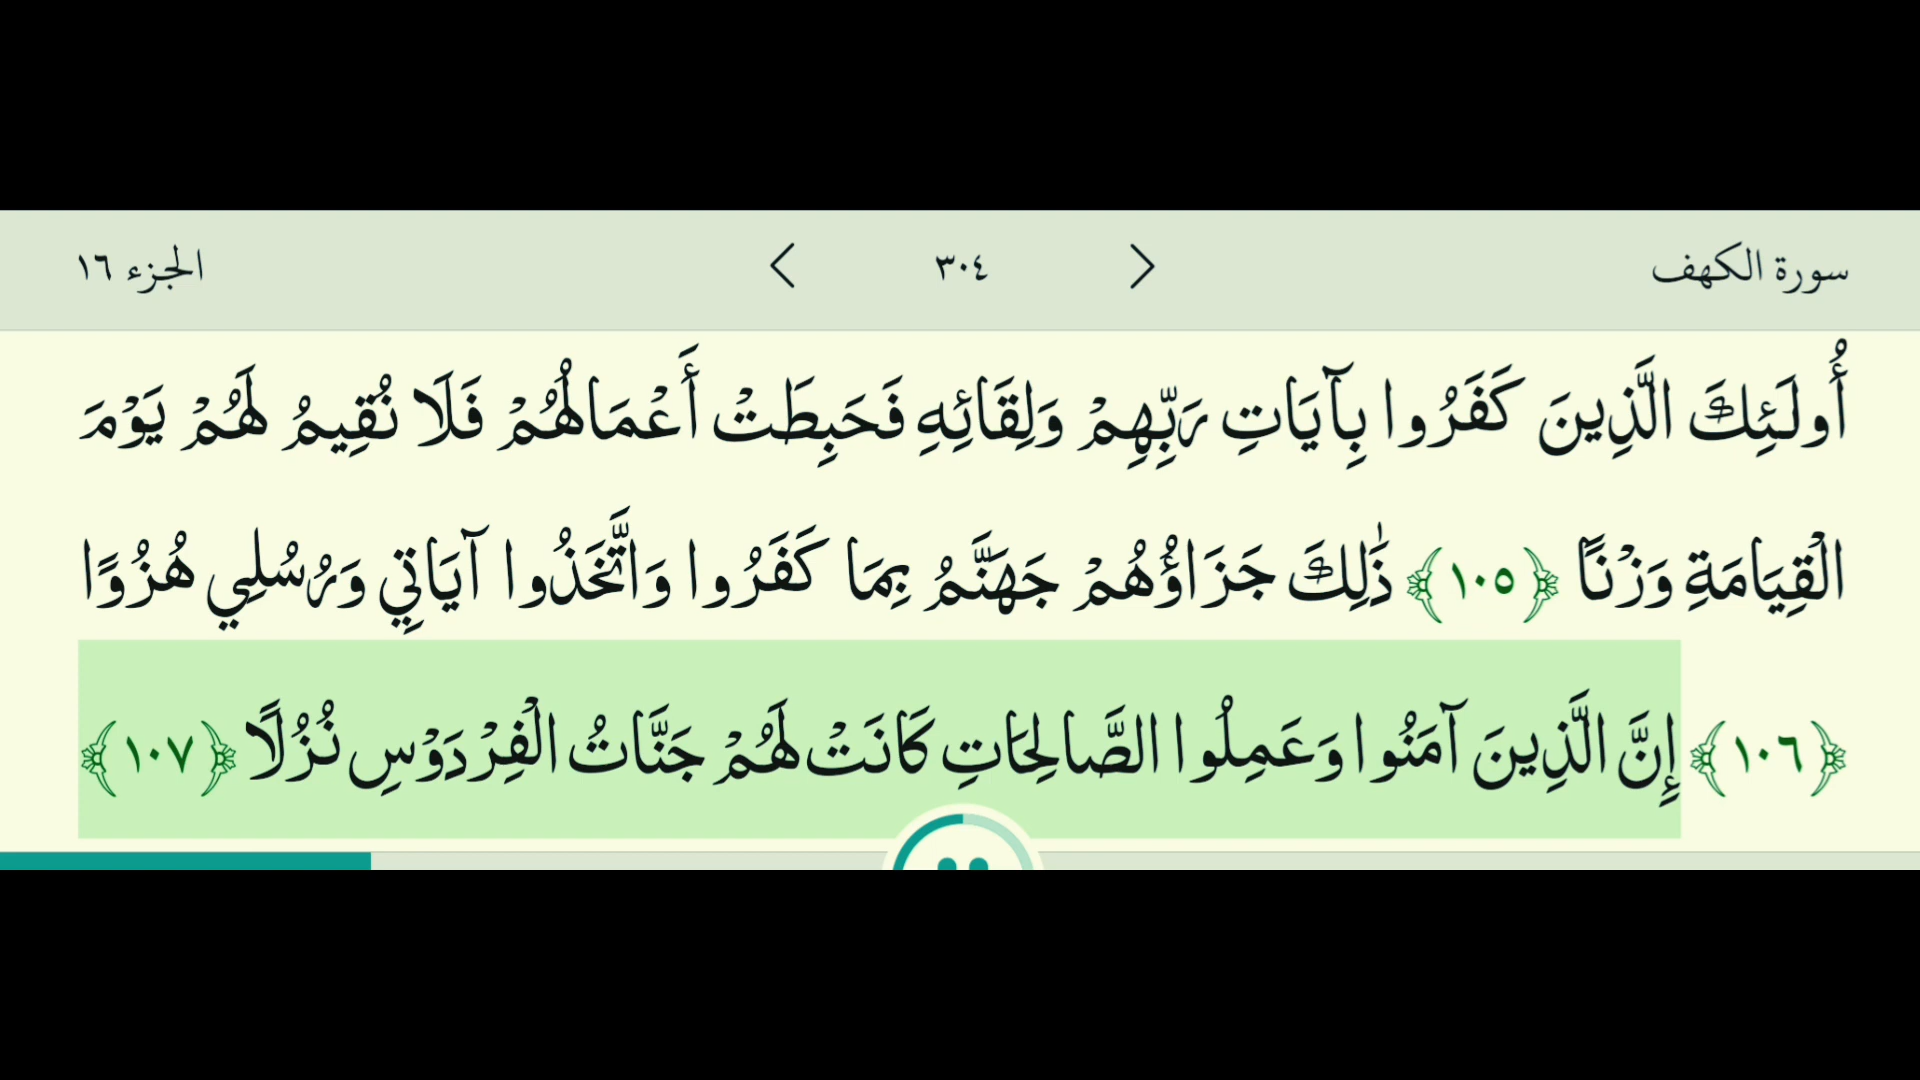 سورة الكهف ٣٠٤ الجزء ١٦
أُولَئِكَ الَّذِينَ كَفَرُوا بِآيَاتِ رَبِّهِمْ وَلِقَائِهِ فَحَبِطَتْ أَعْمَالُهُمْ فَلَا نُقِيمُ لَهُمْ يَوْمَ
الْقِيَامَةِ وَزْنًا ﴿١٠٥﴾ ذَٰلِكَ جَزَاؤُهُمْ جَهَنَّمُ بِمَا كَفَرُوا وَاتَّخَذُوا آيَاتِي وَرُسُلِي هُزُوًا
﴿١٠٦﴾ إِنَّ الَّذِينَ آمَنُوا وَعَمِلُوا الصَّالِحَاتِ كَانَتْ لَهُمْ جَنَّاتُ الْفِرْدَوْسِ نُزُلًا ﴿١٠٧﴾